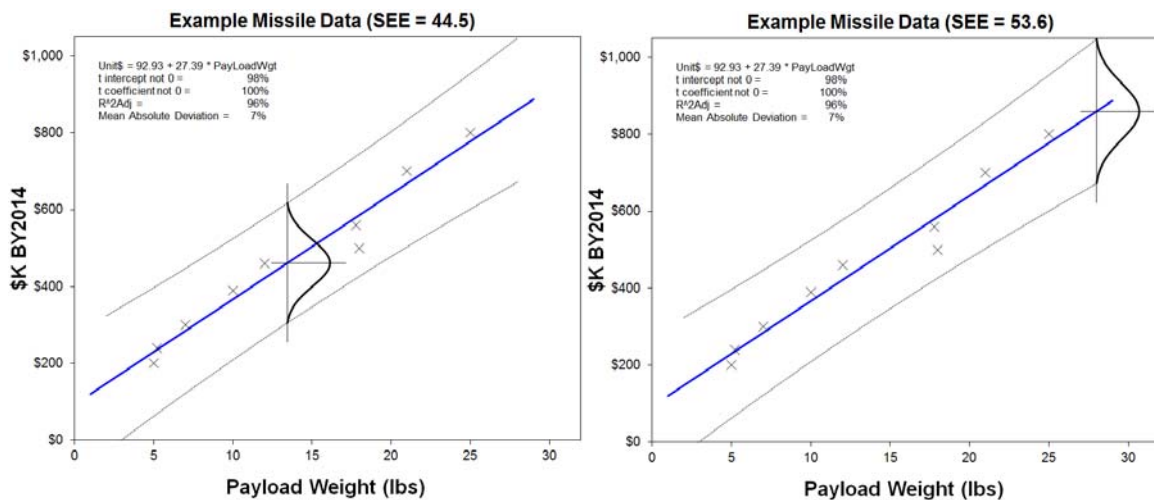 Example Missile Data (SEE = 44.5)
$1,000
$800
$600
$400
$200
$0
$K BY2014
Unit$ = 92.93 + 27.39 * PayLoadWgt
t intercept not 0 = 98%
t coefficient not 0 = 100%
R^2Adj = 96%
Mean Absolute Deviation = 7%
0 5 10 15 20 25 30
Payload Weight (lbs)
Example Missile Data (SEE = 53.6)
$1,000
$800
$600
$400
$200
$0
$K BY2014
Unit$ = 92.93 + 27.39 * PayLoadWgt
t intercept not 0 = 98%
t coefficient not 0 = 100%
R^2Adj = 96%
Mean Absolute Deviation = 7%
0 5 10 15 20 25 30
Payload Weight (lbs)